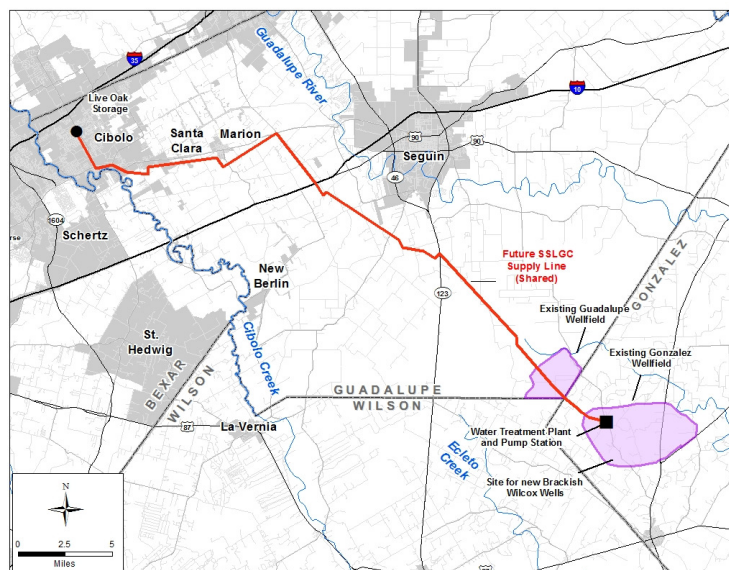 35
Guadalupe
River
10
Live Oak
Storage
Cibolo
Santa
Clara
Marion
90
90
Seguin
46
1604
Schertz
Future SSLGC
Supply Line
(Shared)
GONZALEZ
New
Berlin
123
Existing Guadalupe
Wellfield
St.
Hedwig
Cibolo Creek
BEXAR
WILSON
Existing Gonzalez
Wellfield
GUADALUPE
WILSON
87
La Vernia
Water Treatment Plant
and Pump Station
Ecleto
Creek
Site for new Brackish
Wilcox Wells
N
0 2.5 5
Miles